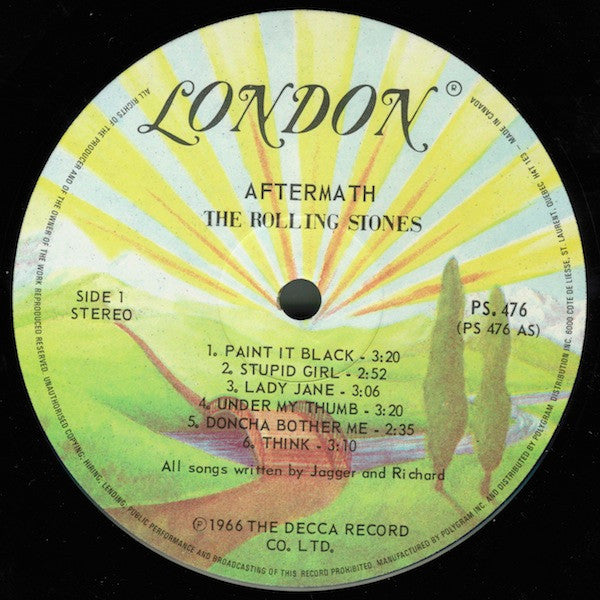 LONDON®
AFTERMATH
THE ROLLING STONES
SIDE 1
STEREO
PS. 476
(PS 476 AS)
1. PAINT IT BLACK - 3:20
2. STUPID GIRL - 2:52
3. LADY JANE - 3:06
4. UNDER MY THUMB - 3:20
5. DONCHA BOTHER ME - 2:35
6. THINK - 3:10
All songs written by Jagger and Richard
℗ 1966 THE DECCA RECORD
CO. LTD.
ALL RIGHTS OF THE PRODUCER AND OF THE OWNER OF THE WORK REPRODUCED RESERVED. UNAUTHORISED COPYING, HIRING, LENDING, PUBLIC PERFORMANCE AND BROADCASTING OF THIS RECORD PROHIBITED. MANUFACTURED BY POLYGRAM INC. AND DISTRIBUTED BY POLYGRAM DISTRIBUTION INC. 6000 COTE DE LIESSE, ST. LAURENT, QUEBEC H4T 1E3 - MADE IN CANADA